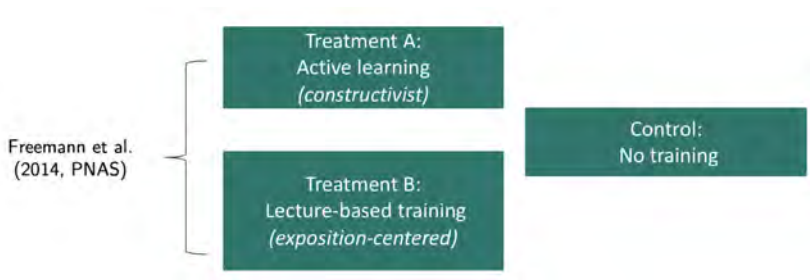 Freemann et al.
(2014, PNAS)
Treatment A:
Active learning
(constructivist)
Treatment B:
Lecture-based training
(exposition-centered)
Control:
No training